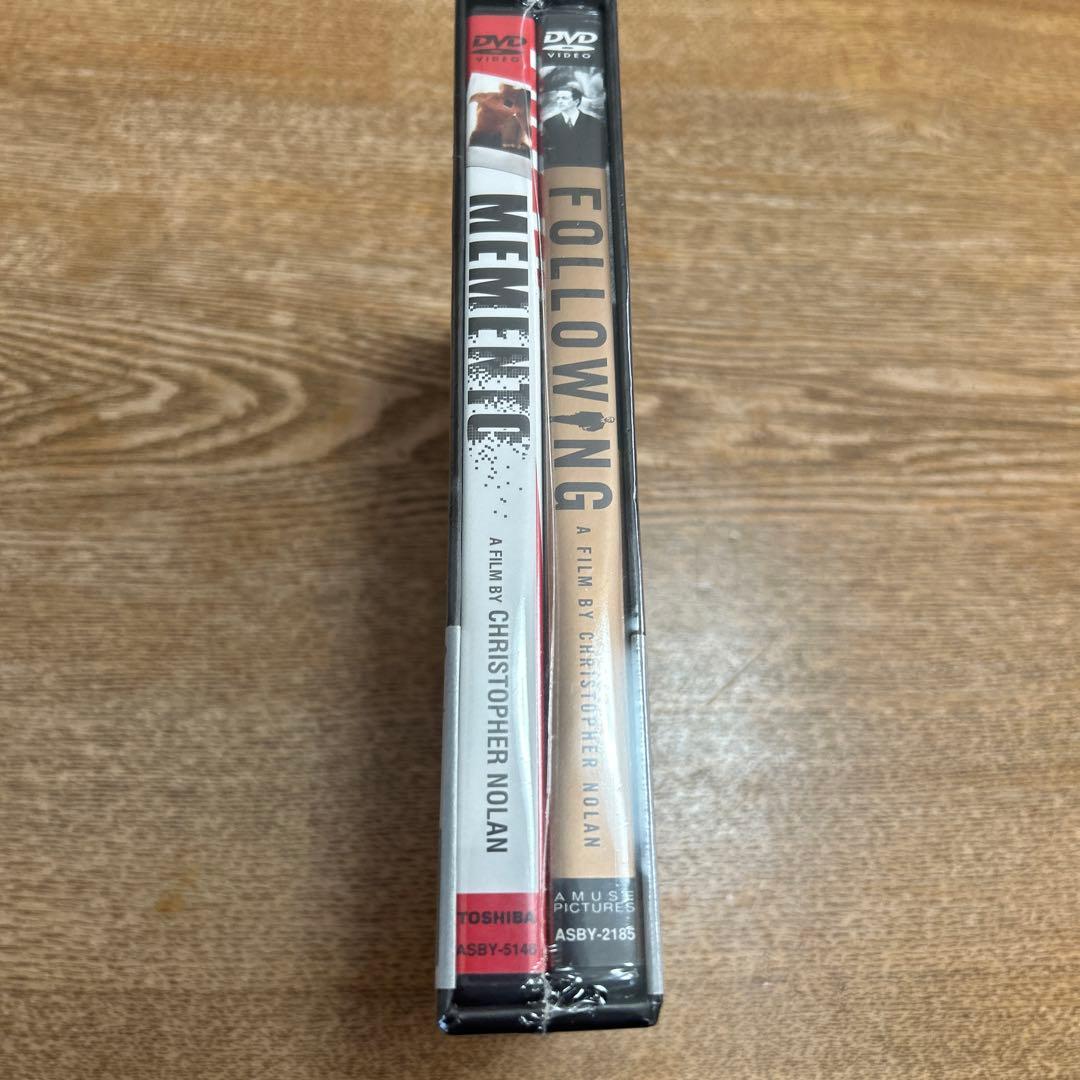 DVD
VIDEO
MEMENTO
A FILM BY CHRISTOPHER NOLAN
TOSHIBA
ASBY-5146
DVD
VIDEO
FOLLOWING
A FILM BY CHRISTOPHER NOLAN
AMUSE
PICTURES
ASBY-2185